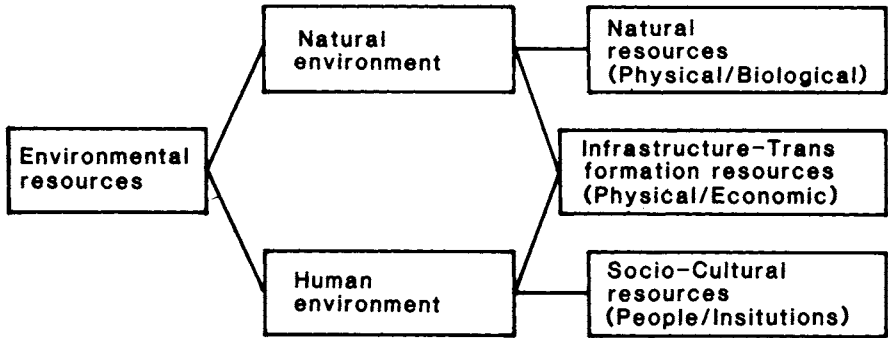 Environmental
resources
Natural
environment
Human
environment
Natural
resources
(Physical/Biological)
Infrastructure-Trans
formation resources
(Physical/Economic)
Socio-Cultural
resources
(People/Insitutions)